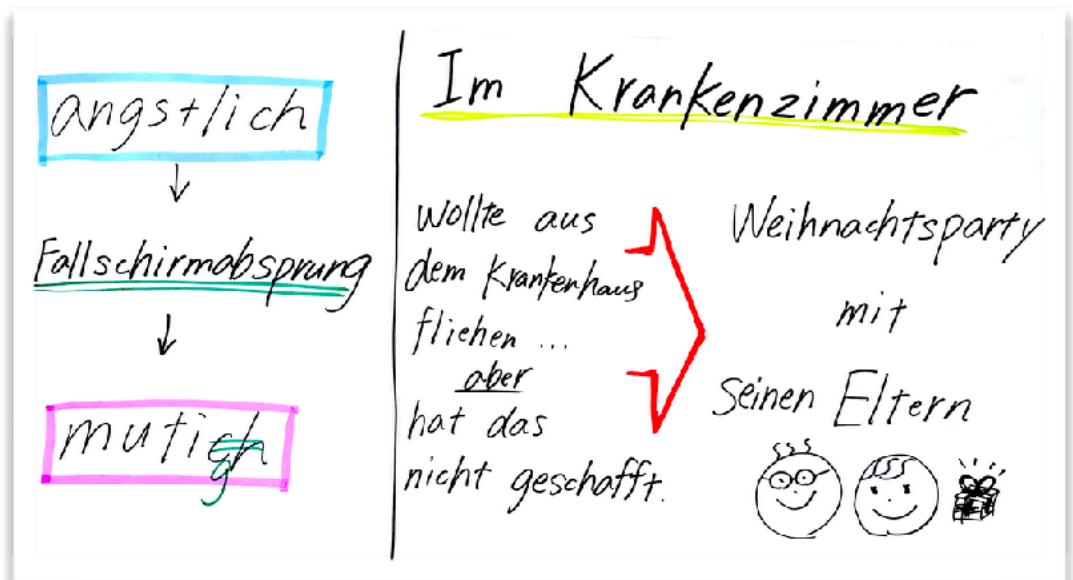 angstlich
↓
Fallschirmabsprung
↓
mutig
Im Krankenzimmer
wollte aus
dem Krankenhaus
fliehen ...
aber
hat das
nicht geschafft.
Weihnachtsparty
mit
seinen Eltern